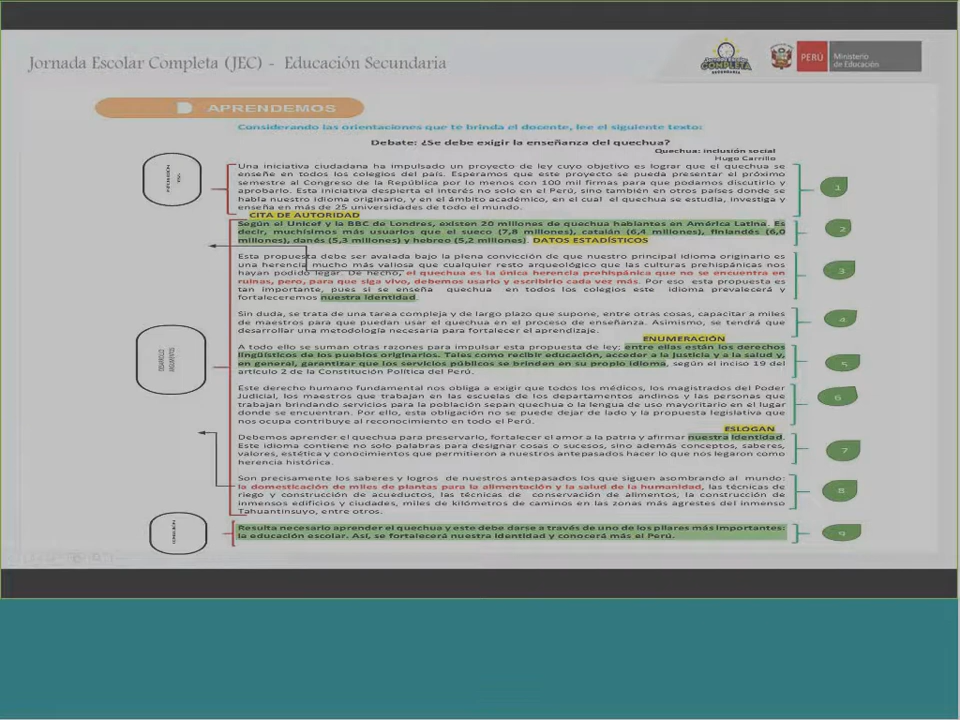 Jornada Escolar Completa (JEC) - Educación Secundaria
COMPLETA
SECUNDARIA
PERÚ
Ministerio
de Educación
APRENDEMOS
Considerando las orientaciones que te brinda el docente, lee el siguiente texto:
Debate: ¿Se debe exigir la enseñanza del quechua?
Quechua: inclusión social
Hugo Carrillo
Una iniciativa ciudadana ha impulsado un proyecto de ley cuyo objetivo es lograr que el quechua se
enseñe en todos los colegios del país. Esperamos que este proyecto se pueda presentar el próximo
semestre al Congreso de la República por lo menos con 100 mil firmas para que podamos discutirlo y
aprobarlo. Esta iniciativa despierta el interés no solo en el Perú, sino también en otros países donde se
habla nuestro idioma originario, y en el ámbito académico, en el cual el quechua se estudia, investiga y
enseña en más de 25 universidades de todo el mundo.
1
CITA DE AUTORIDAD
Según el Unicef y la BBC de Londres, existen 20 millones de quechua hablantes en América Latina. Es
decir, muchísimos más usuarios que el sueco (7,8 millones), catalán (6,4 millones), finlandés (6,0
millones), danés (5,3 millones) y hebreo (5,2 millones). DATOS ESTADÍSTICOS
2
Esta propuesta debe ser avalada bajo la plena convicción de que nuestro principal idioma originario es
una herencia mucho más valiosa que cualquier resto arqueológico que las culturas prehispánicas nos
hayan podido legar. De hecho, el quechua es la única herencia prehispánica que no se encuentra en
ruinas, pero, para que siga vivo, debemos usarlo y escribirlo cada vez más. Por eso esta propuesta es
tan importante, pues si se enseña quechua en todos los colegios este idioma prevalecerá y
fortaleceremos nuestra identidad.
3
Sin duda, se trata de una tarea compleja y de largo plazo que supone, entre otras cosas, capacitar a miles
de maestros para que puedan usar el quechua en el proceso de enseñanza. Asimismo, se tendrá que
desarrollar una metodología necesaria para fortalecer el aprendizaje.
4
ENUMERACIÓN
A todo ello se suman otras razones para impulsar esta propuesta de ley: entre ellas están los derechos
lingüísticos de los pueblos originarios. Tales como recibir educación, acceder a la justicia y a la salud y,
en general, garantizar que los servicios públicos se brinden en su propio idioma, según el inciso 19 del
artículo 2 de la Constitución Política del Perú.
5
Este derecho humano fundamental nos obliga a exigir que todos los médicos, los magistrados del Poder
Judicial, los maestros que trabajan en las escuelas de los departamentos andinos y las personas que
trabajan brindando servicios para la población sepan quechua o la lengua de uso mayoritario en el lugar
donde se encuentran. Por ello, esta obligación no se puede dejar de lado y la propuesta legislativa que
nos ocupa contribuye al reconocimiento en todo el Perú.
6
ESLOGAN
Debemos aprender el quechua para preservarlo, fortalecer el amor a la patria y afirmar nuestra identidad.
Este idioma contiene no solo palabras para designar cosas o sucesos, sino además conceptos, saberes,
valores, estética y conocimientos que permitieron a nuestros antepasados hacer lo que nos legaron como
herencia histórica.
7
Son precisamente los saberes y logros de nuestros antepasados los que siguen asombrando al mundo:
la domesticación de miles de plantas para la alimentación y la salud de la humanidad, las técnicas de
riego y construcción de acueductos, las técnicas de conservación de alimentos, la construcción de
inmensos edificios y ciudades, miles de kilómetros de caminos en las zonas más agrestes del inmenso
Tahuantinsuyo, entre otros.
8
Resulta necesario aprender el quechua y este debe darse a través de uno de los pilares más importantes:
la educación escolar. Así, se fortalecerá nuestra identidad y conocerá más el Perú.
9